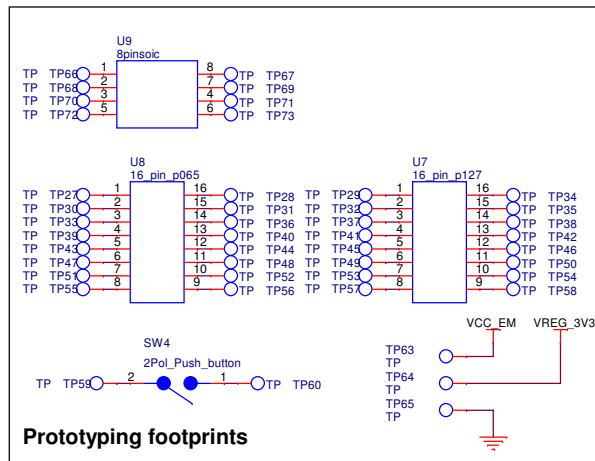 U9
8pinsoic
TP TP66 1 8 TP TP67
TP TP68 2 7 TP TP69
TP TP70 3 4 TP TP71
TP TP72 5 6 TP TP73
U8 U7
16_pin_p065 16_pin_p127
TP TP27 1 16 TP TP28 TP TP29 1 16 TP TP34
TP TP30 2 15 TP TP31 TP TP32 2 15 TP TP35
TP TP33 3 14 TP TP36 TP TP37 3 14 TP TP38
TP TP39 4 13 TP TP40 TP TP41 4 13 TP TP42
TP TP43 5 12 TP TP44 TP TP45 5 12 TP TP46
TP TP47 6 11 TP TP48 TP TP49 6 11 TP TP50
TP TP51 7 10 TP TP52 TP TP53 7 10 TP TP54
TP TP55 8 9 TP TP56 TP TP57 8 9 TP TP58
VCC_EM VREG_3V3
SW4
2Pol_Push_button
TP TP59 2 1 TP TP60
TP63
TP
TP64
TP
TP65
TP
Prototyping footprints